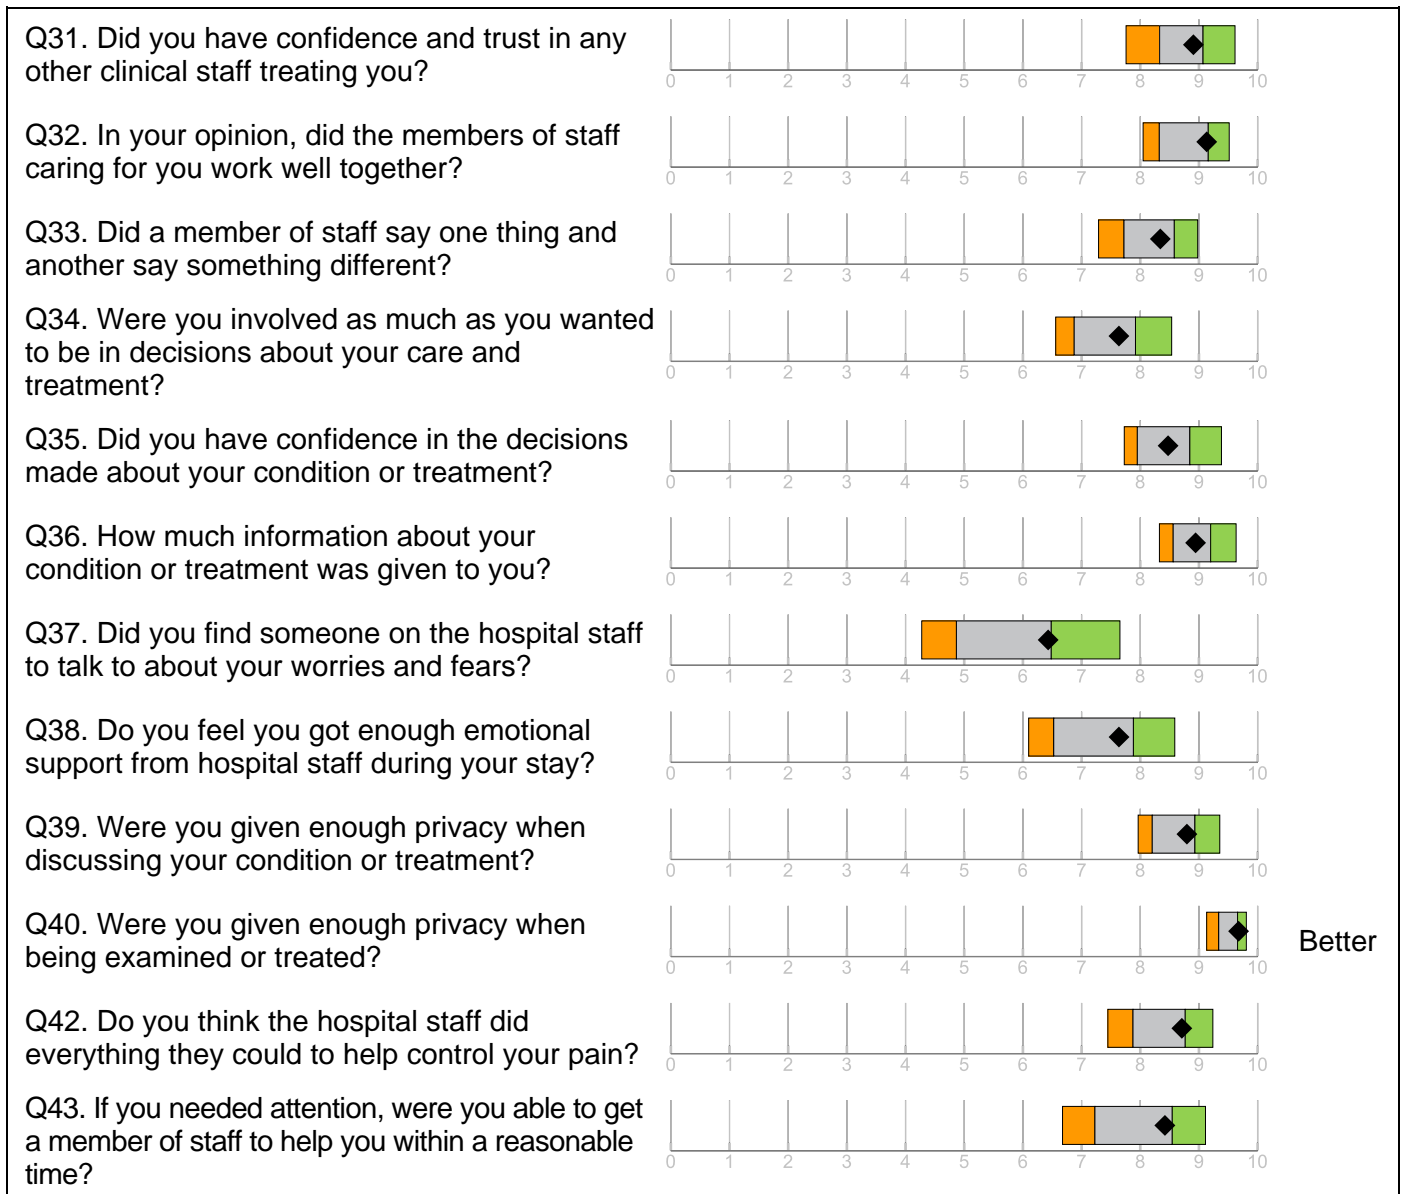 Q31. Did you have confidence and trust in any
other clinical staff treating you?
0 1 2 3 4 5 6 7 8 9 10
Q32. In your opinion, did the members of staff
caring for you work well together?
0 1 2 3 4 5 6 7 8 9 10
Q33. Did a member of staff say one thing and
another say something different?
0 1 2 3 4 5 6 7 8 9 10
Q34. Were you involved as much as you wanted
to be in decisions about your care and
treatment?
0 1 2 3 4 5 6 7 8 9 10
Q35. Did you have confidence in the decisions
made about your condition or treatment?
0 1 2 3 4 5 6 7 8 9 10
Q36. How much information about your
condition or treatment was given to you?
0 1 2 3 4 5 6 7 8 9 10
Q37. Did you find someone on the hospital staff
to talk to about your worries and fears?
0 1 2 3 4 5 6 7 8 9 10
Q38. Do you feel you got enough emotional
support from hospital staff during your stay?
0 1 2 3 4 5 6 7 8 9 10
Q39. Were you given enough privacy when
discussing your condition or treatment?
0 1 2 3 4 5 6 7 8 9 10
Q40. Were you given enough privacy when
being examined or treated?
Better
0 1 2 3 4 5 6 7 8 9 10
Q42. Do you think the hospital staff did
everything they could to help control your pain?
0 1 2 3 4 5 6 7 8 9 10
Q43. If you needed attention, were you able to get
a member of staff to help you within a reasonable
time?
0 1 2 3 4 5 6 7 8 9 10